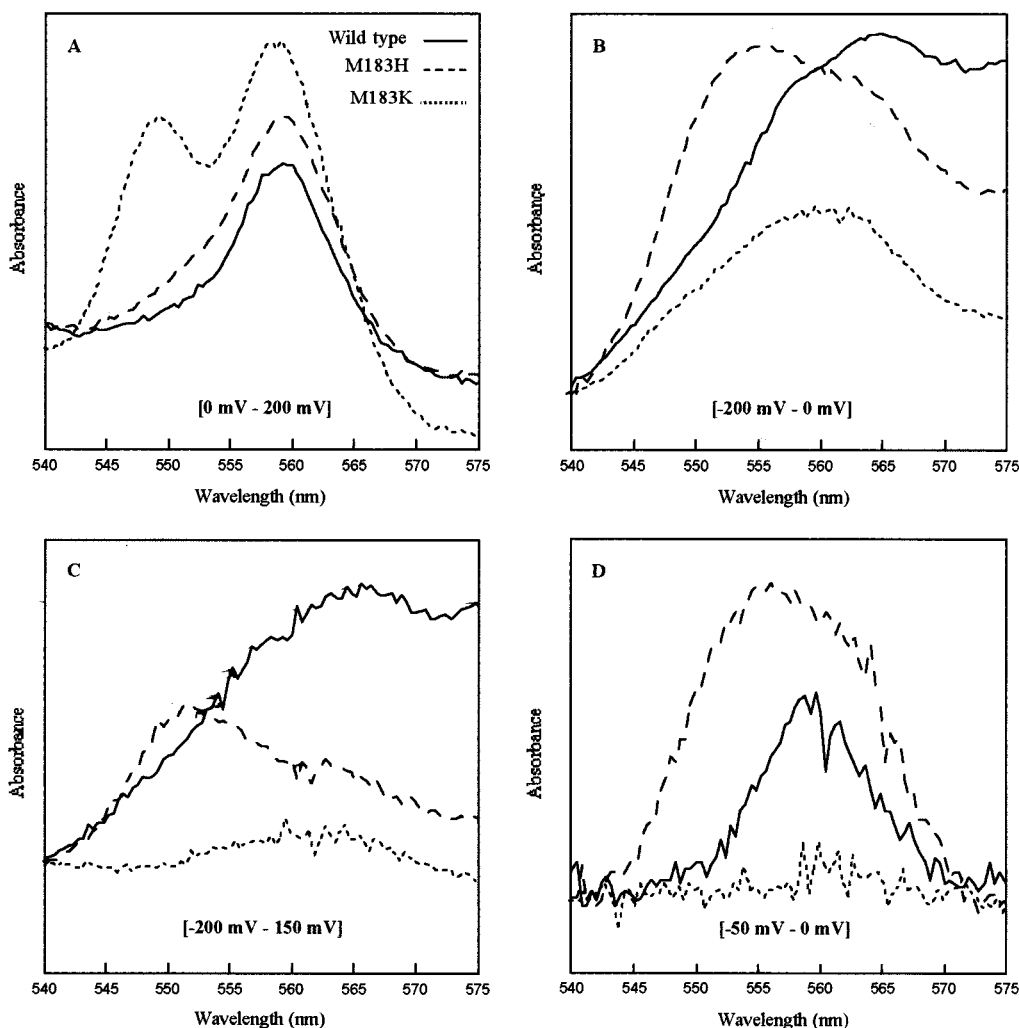 A
Wild type
M183H
M183K
Absorbance
[0 mV - 200 mV]
540 545 550 555 560 565 570 575
Wavelength (nm)
B
Absorbance
[-200 mV - 0 mV]
540 545 550 555 560 565 570 575
Wavelength (nm)
C
Absorbance
[-200 mV - 150 mV]
540 545 550 555 560 565 570 575
Wavelength (nm)
D
Absorbance
[-50 mV - 0 mV]
540 545 550 555 560 565 570 575
Wavelength (nm)